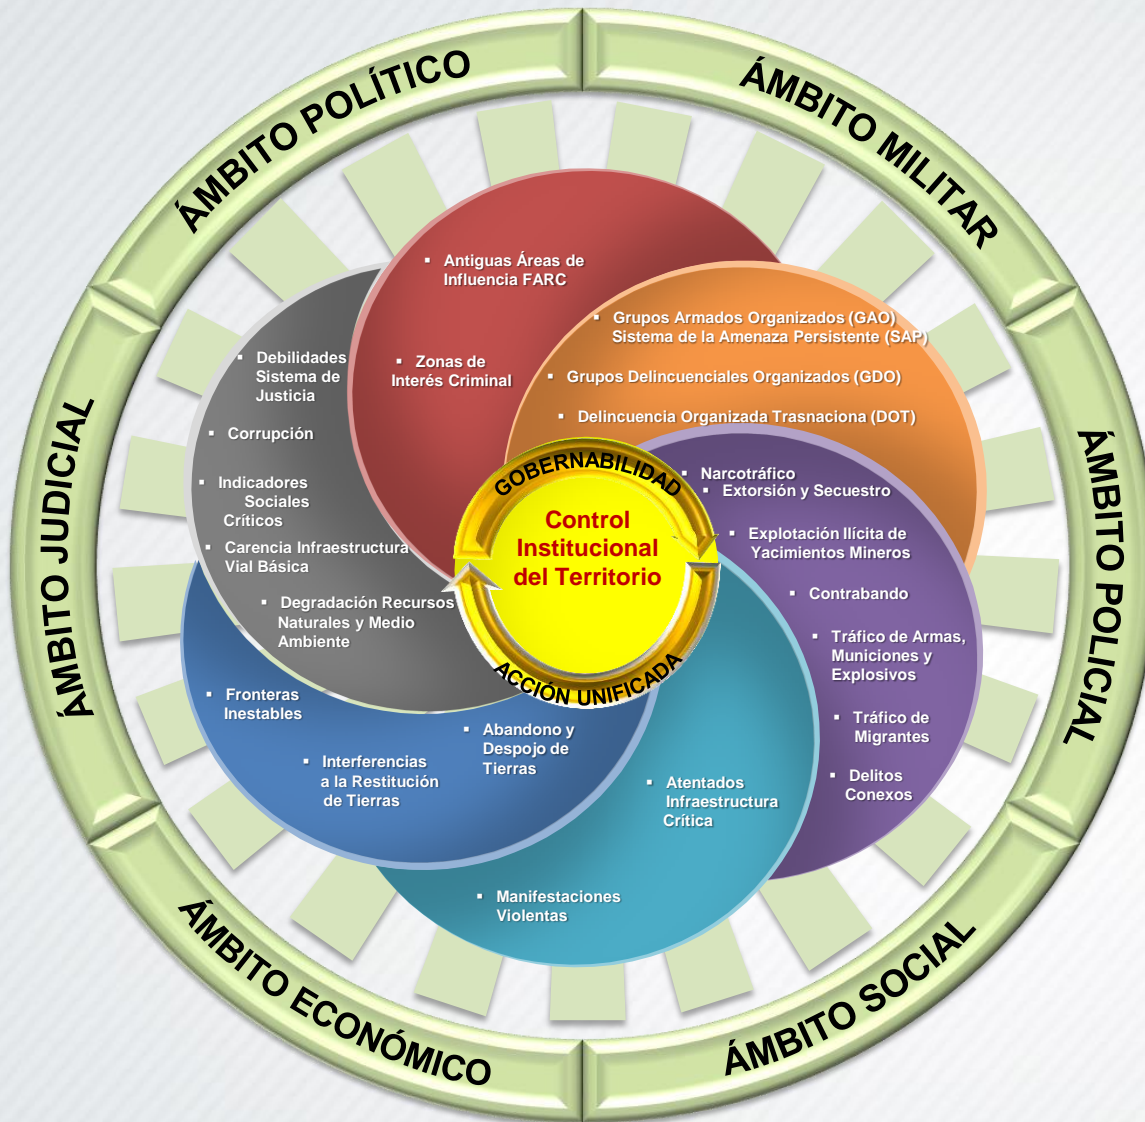 ÁMBITO POLÍTICO
ÁMBITO MILITAR
ÁMBITO POLICIAL
ÁMBITO SOCIAL
ÁMBITO ECONÓMICO
ÁMBITO JUDICIAL
▪ Antiguas Áreas de
Influencia FARC
▪ Zonas de
Interés Criminal
▪ Grupos Armados Organizados (GAO)
Sistema de la Amenaza Persistente (SAP)
▪ Grupos Delincuenciales Organizados (GDO)
▪ Delincuencia Organizada Trasnaciona (DOT)
▪ Narcotráfico
▪ Extorsión y Secuestro
▪ Explotación Ilícita de
Yacimientos Mineros
▪ Contrabando
▪ Tráfico de Armas,
Municiones y
Explosivos
▪ Tráfico de
Migrantes
▪ Delitos
Conexos
▪ Atentados
Infraestructura
Crítica
▪ Manifestaciones
Violentas
▪ Fronteras
Inestables
▪ Interferencias
a la Restitución
de Tierras
▪ Abandono y
Despojo de
Tierras
▪ Debilidades
Sistema de
Justicia
▪ Corrupción
▪ Indicadores
Sociales
Críticos
▪ Carencia Infraestructura
Vial Básica
▪ Degradación Recursos
Naturales y Medio
Ambiente
GOBERNABILIDAD
Control
Institucional
del Territorio
ACCIÓN UNIFICADA